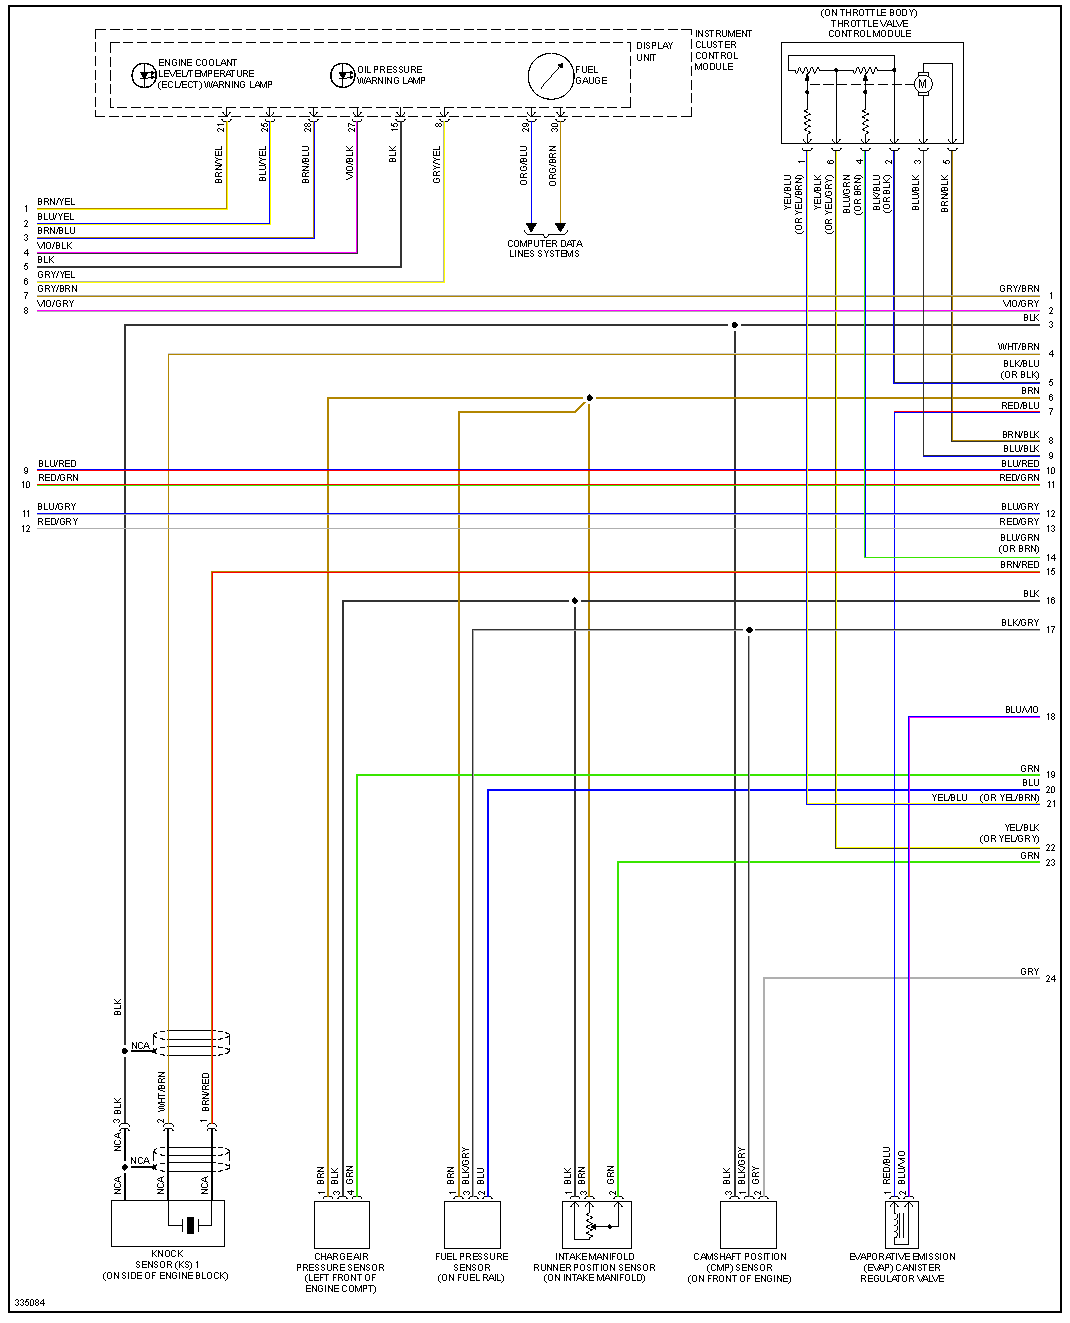 (ON THROTTLE BODY)
THROTTLE VALVE
CONTROL MODULE
INSTRUMENT
CLUSTER
CONTROL
MODULE
DISPLAY
UNIT
ENGINE COOLANT
LEVEL/TEMPERATURE
(ECL/ECT) WARNING LAMP
OIL PRESSURE
WARNING LAMP
FUEL
GAUGE
M
21
25
28
27
15
8
29
30
BRN/YEL
BLU/YEL
BRN/BLU
VIO/BLK
BLK
GRY/YEL
ORG/BLU
ORG/BRN
1
6
4
2
3
5
YEL/BLU
(OR YEL/BRN)
YEL/BLK
(OR YEL/GRY)
BLU/GRN
(OR BRN)
BLK/BLU
(OR BLK)
BLU/BLK
BRN/BLK
COMPUTER DATA
LINES SYSTEMS
1 BRN/YEL
2 BLU/YEL
3 BRN/BLU
4 VIO/BLK
5 BLK
6 GRY/YEL
7 GRY/BRN
8 VIO/GRY
9 BLU/RED
10 RED/GRN
11 BLU/GRY
12 RED/GRY
GRY/BRN 1
VIO/GRY 2
BLK 3
WHT/BRN 4
BLK/BLU
(OR BLK) 5
BRN 6
RED/BLU 7
BRN/BLK 8
BLU/BLK 9
BLU/RED 10
RED/GRN 11
BLU/GRY 12
RED/GRY 13
BLU/GRN
(OR BRN) 14
BRN/RED 15
BLK 16
BLK/GRY 17
BLU/VIO 18
GRN 19
BLU 20
YEL/BLU (OR YEL/BRN) 21
YEL/BLK
(OR YEL/GRY) 22
GRN 23
GRY 24
BLK
NCA
3 BLK
2 WHT/BRN
1 BRN/RED
NCA
NCA
NCA
NCA
NCA
1 BRN
3 BLK
4 GRN
1 BRN
3 BLK/GRY
2 BLU
1 BLK
3 BRN
2 GRN
3 BLK
1 BLK/GRY
2 GRY
1 RED/BLU
2 BLU/VIO
KNOCK
SENSOR (KS) 1
(ON SIDE OF ENGINE BLOCK)
CHARGE AIR
PRESSURE SENSOR
(LEFT FRONT OF
ENGINE COMPT)
FUEL PRESSURE
SENSOR
(ON FUEL RAIL)
INTAKE MANIFOLD
RUNNER POSITION SENSOR
(ON INTAKE MANIFOLD)
CAMSHAFT POSITION
(CMP) SENSOR
(ON FRONT OF ENGINE)
EVAPORATIVE EMISSION
(EVAP) CANISTER
REGULATOR VALVE
335084